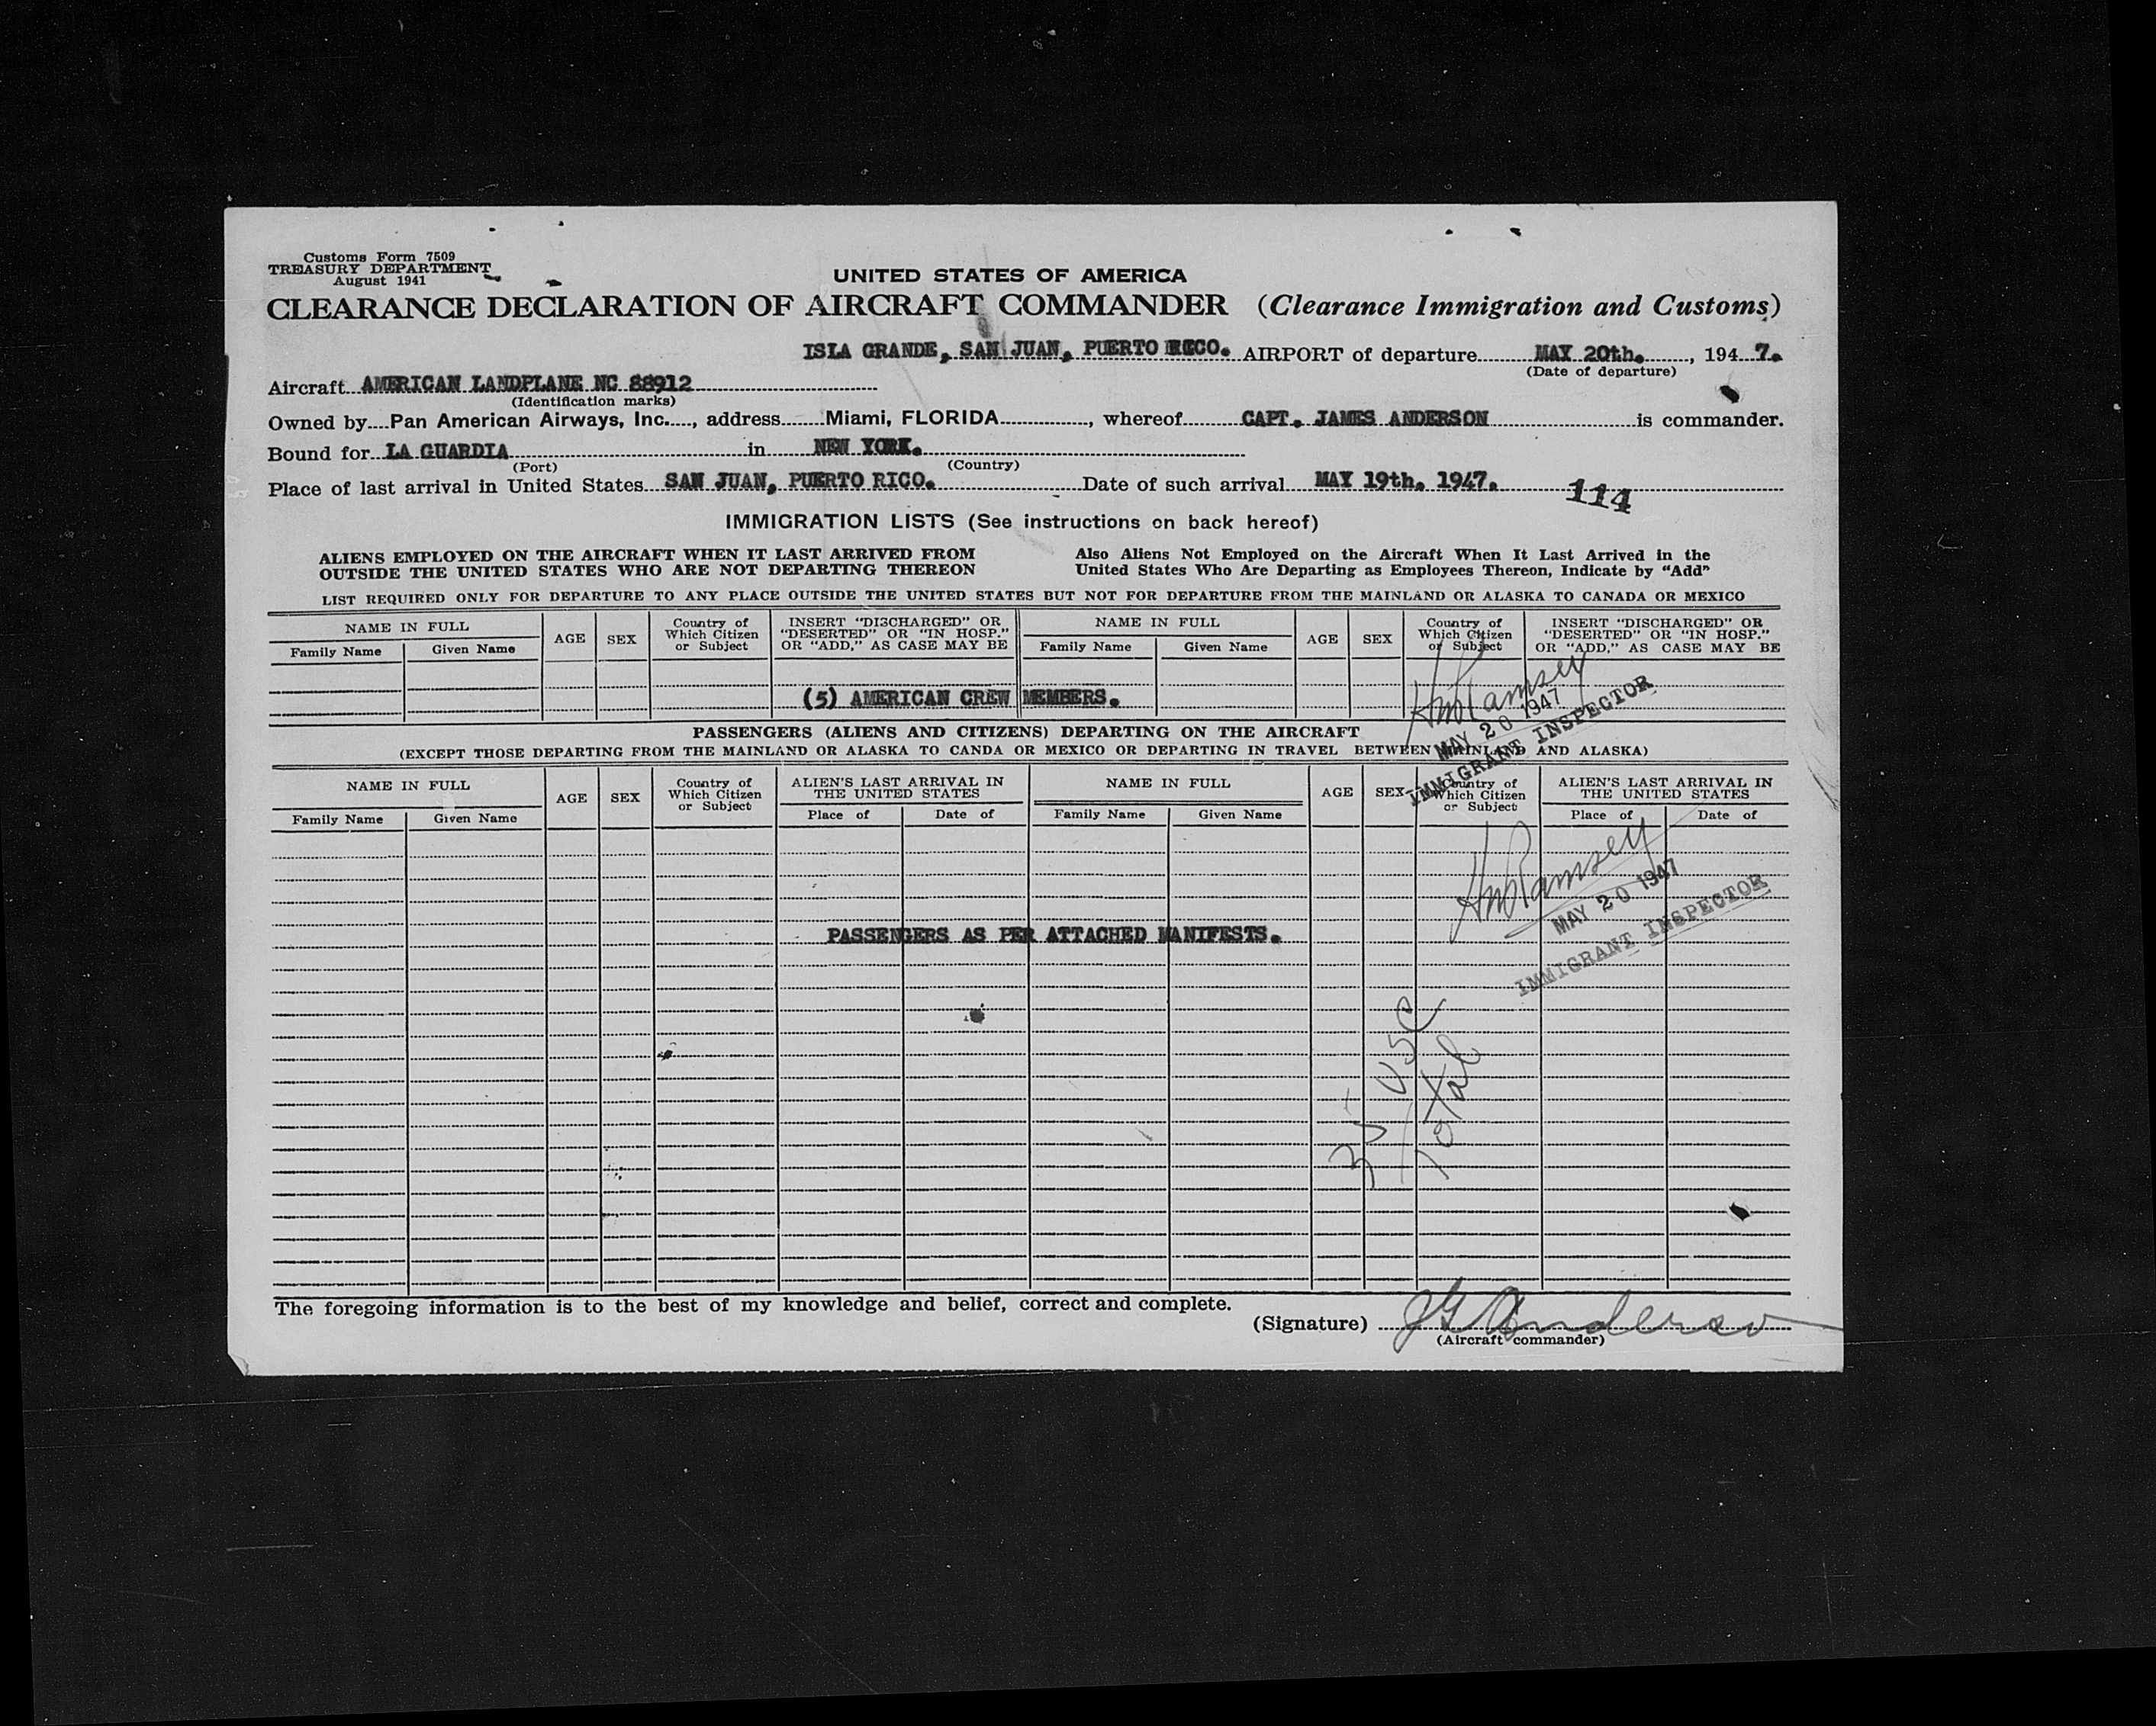 Customs Form 7509
TREASURY DEPARTMENT
August 1941
UNITED STATES OF AMERICA
CLEARANCE DECLARATION OF AIRCRAFT COMMANDER (Clearance Immigration and Customs)
ISLA GRANDE, SAN JUAN, PUERTO RICO. AIRPORT of departure MAY 20th., 194 7.
(Date of departure)
Aircraft AMERICAN LANDPLANE NC 88912
(Identification marks)
Owned by Pan American Airways, Inc., address Miami, FLORIDA, whereof CAPT. JAMES ANDERSON is commander.
Bound for LA GUARDIA in NEW YORK.
(Port) (Country)
Place of last arrival in United States SAN JUAN, PUERTO RICO. Date of such arrival MAY 19th. 1947. 114
IMMIGRATION LISTS (See instructions on back hereof)
ALIENS EMPLOYED ON THE AIRCRAFT WHEN IT LAST ARRIVED FROM
OUTSIDE THE UNITED STATES WHO ARE NOT DEPARTING THEREON
Also Aliens Not Employed on the Aircraft When It Last Arrived in the
United States Who Are Departing as Employees Thereon, Indicate by "Add"
LIST REQUIRED ONLY FOR DEPARTURE TO ANY PLACE OUTSIDE THE UNITED STATES BUT NOT FOR DEPARTURE FROM THE MAINLAND OR ALASKA TO CANADA OR MEXICO
NAME IN FULL
Family Name Given Name
AGE
SEX
Country of
Which Citizen
or Subject
INSERT "DISCHARGED" OR
"DESERTED" OR "IN HOSP."
OR "ADD," AS CASE MAY BE
NAME IN FULL
Family Name Given Name
AGE
SEX
Country of
Which Citizen
or Subject
INSERT "DISCHARGED" OR
"DESERTED" OR "IN HOSP."
OR "ADD," AS CASE MAY BE
(5) AMERICAN CREW MEMBERS.
Ramsey
MAY 20 1947
IMMIGRANT INSPECTOR
PASSENGERS (ALIENS AND CITIZENS) DEPARTING ON THE AIRCRAFT
(EXCEPT THOSE DEPARTING FROM THE MAINLAND OR ALASKA TO CANDA OR MEXICO OR DEPARTING IN TRAVEL BETWEEN MAINLAND AND ALASKA)
NAME IN FULL
Family Name Given Name
AGE
SEX
Country of
Which Citizen
or Subject
ALIEN'S LAST ARRIVAL IN
THE UNITED STATES
Place of Date of
NAME IN FULL
Family Name Given Name
AGE
SEX
Country of
Which Citizen
or Subject
ALIEN'S LAST ARRIVAL IN
THE UNITED STATES
Place of Date of
Ramsey
MAY 20 1947
IMMIGRANT INSPECTOR
PASSENGERS AS PER ATTACHED MANIFESTS.
35 USC
Total
The foregoing information is to the best of my knowledge and belief, correct and complete.
(Signature) JG Anderson
(Aircraft commander)